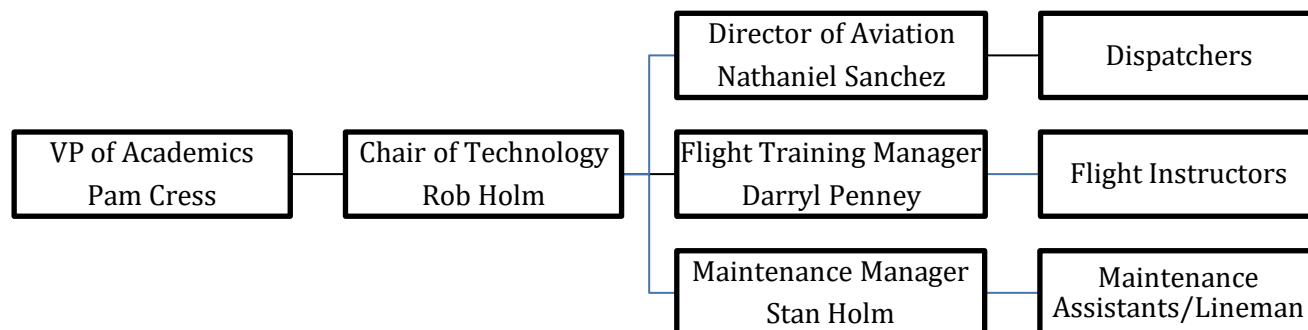 Director of Aviation
Nathaniel Sanchez
Dispatchers
VP of Academics
Pam Cress
Chair of Technology
Rob Holm
Flight Training Manager
Darryl Penney
Flight Instructors
Maintenance Manager
Stan Holm
Maintenance
Assistants/Lineman